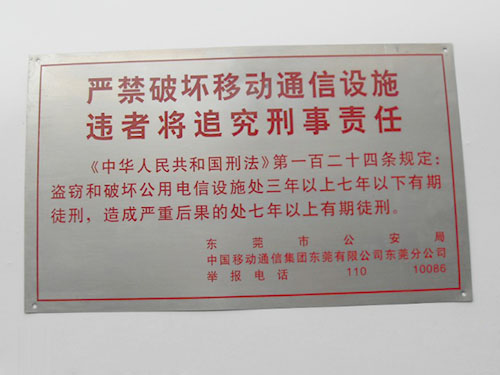 严禁破坏移动通信设施
违者将追究刑事责任
《中华人民共和国刑法》第一百二十四条规定：
盗窃和破坏公用电信设施处三年以上七年以下有期
徒刑，造成严重后果的处七年以上有期徒刑。
东莞市公安局
中国移动通信集团东莞有限公司东莞分公司
举报电话 110 10086